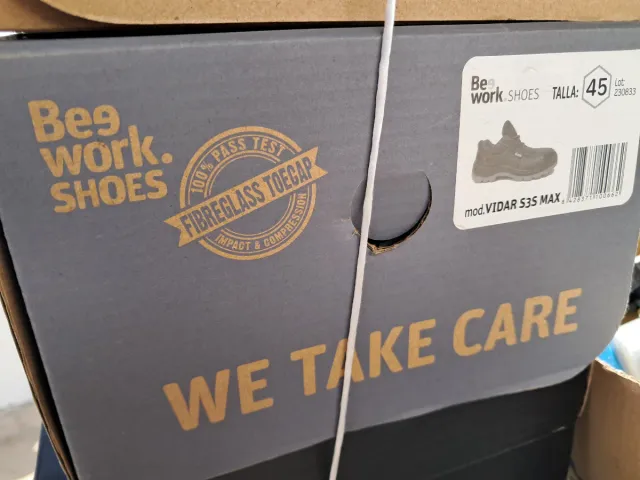 Bee
work.
SHOES
100% PASS TEST
FIBREGLASS TOECAP
IMPACT & COMPRESSION
Bee
work.SHOES
TALLA: 45
Lot:
230833
mod.VIDAR S3S MAX
WE TAKE CARE